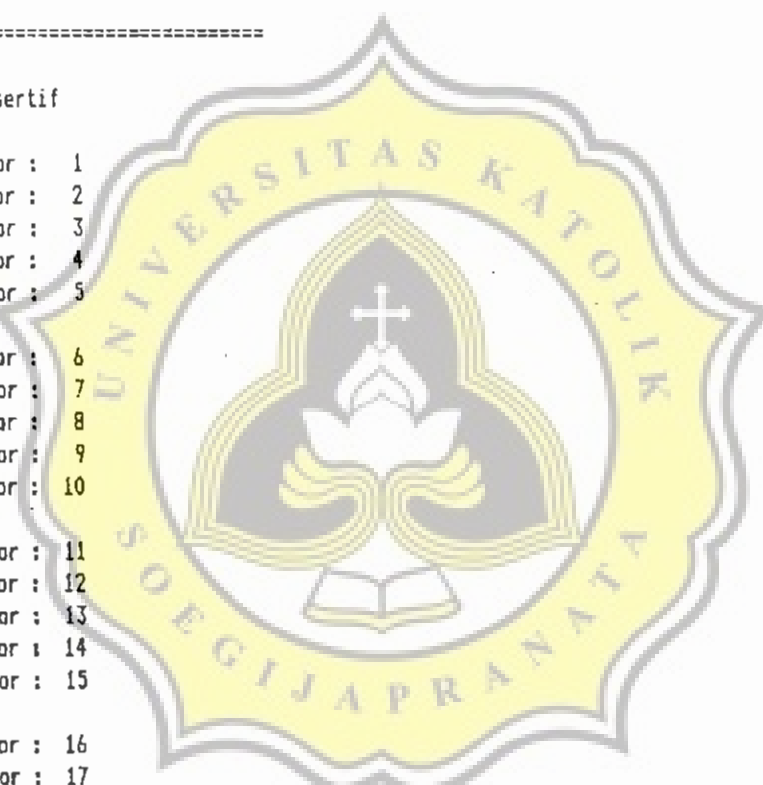 =========================
sertif
or : 1
or : 2
or : 3
or : 4
or : 5
or : 6
or : 7
or : 8
or : 9
or : 10
or : 11
or : 12
or : 13
or : 14
or : 15
or : 16
or : 17
UNIVERSITAS KATOLIK
SOEGIJAPRANATA